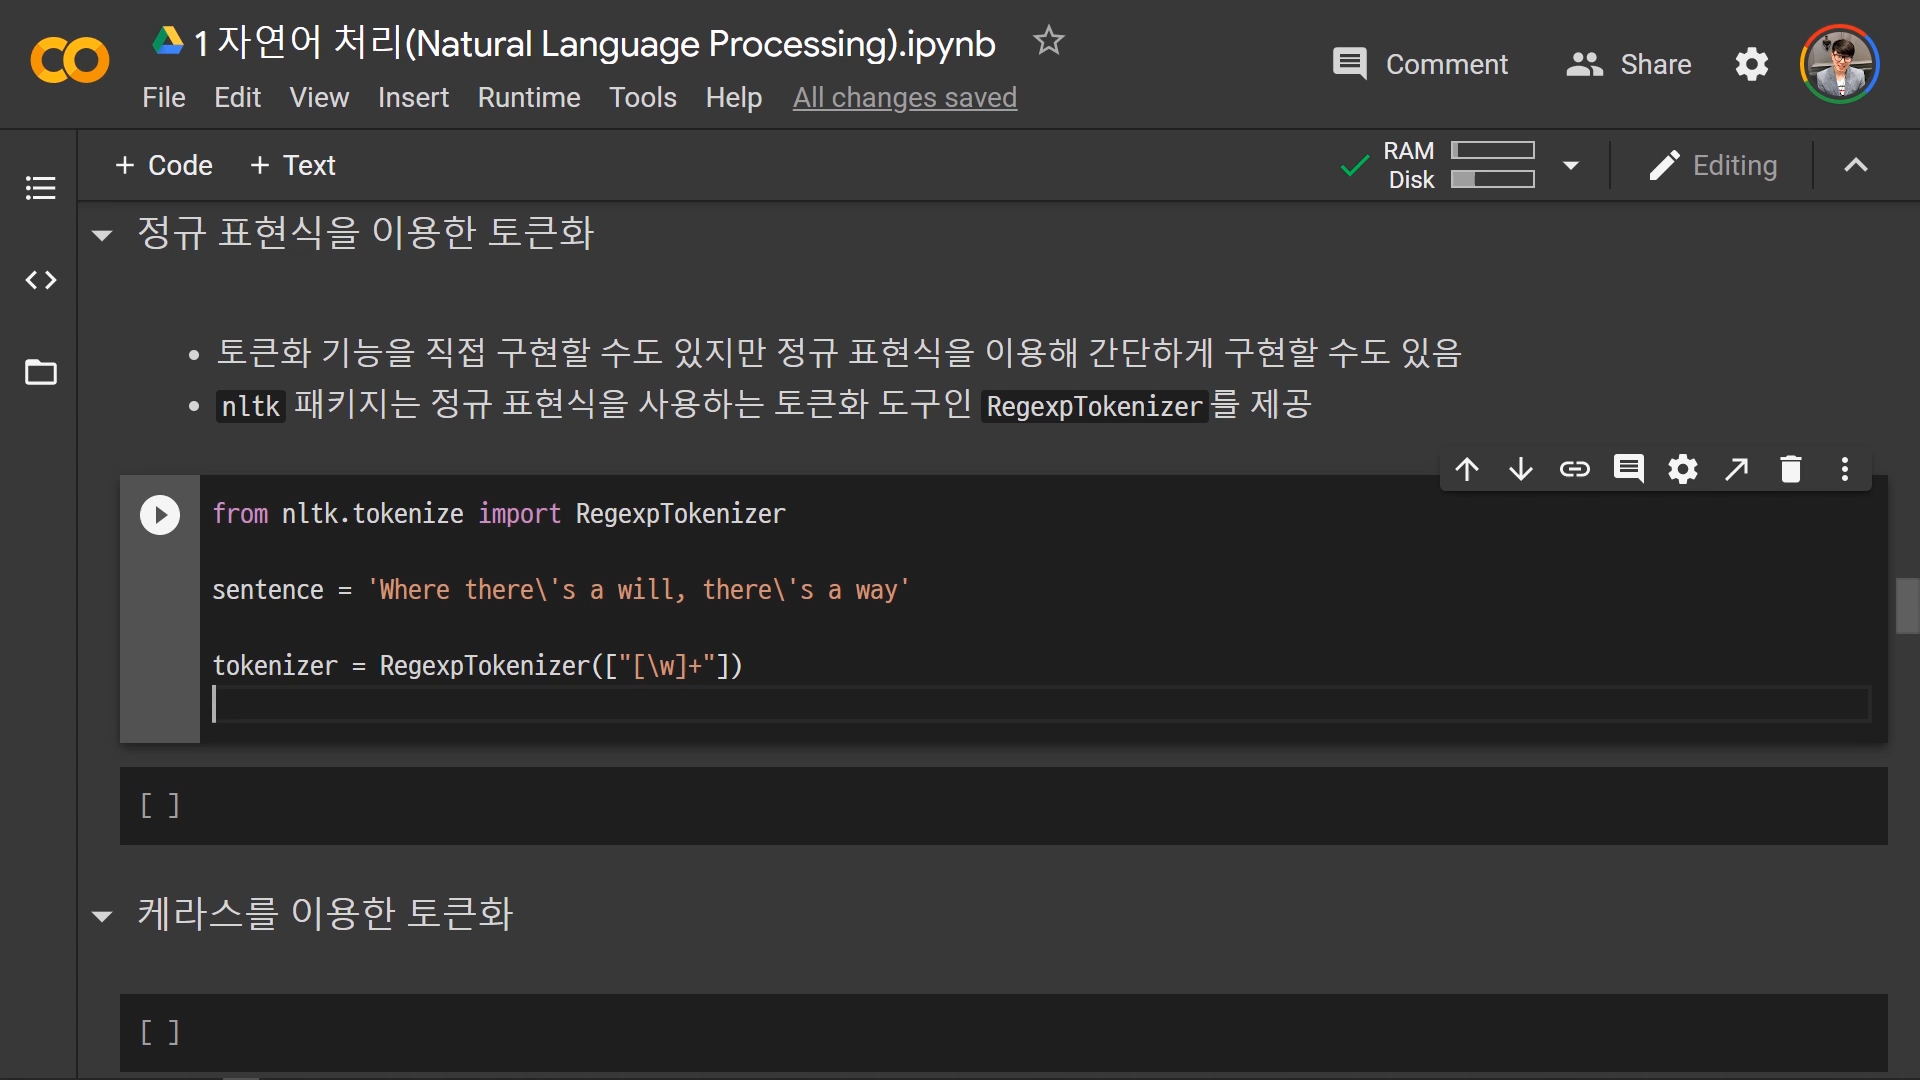 1 자연어 처리(Natural Language Processing).ipynb
Comment
Share
File Edit View Insert Runtime Tools Help All changes saved
+ Code + Text
RAM
Disk
Editing
정규 표현식을 이용한 토큰화
토큰화 기능을 직접 구현할 수도 있지만 정규 표현식을 이용해 간단하게 구현할 수도 있음
nltk 패키지는 정규 표현식을 사용하는 토큰화 도구인 RegexpTokenizer를 제공
from nltk.tokenize import RegexpTokenizer
sentence = 'Where there\'s a will, there\'s a way'
tokenizer = RegexpTokenizer(["[\w]+"])
[ ]
케라스를 이용한 토큰화
[ ]